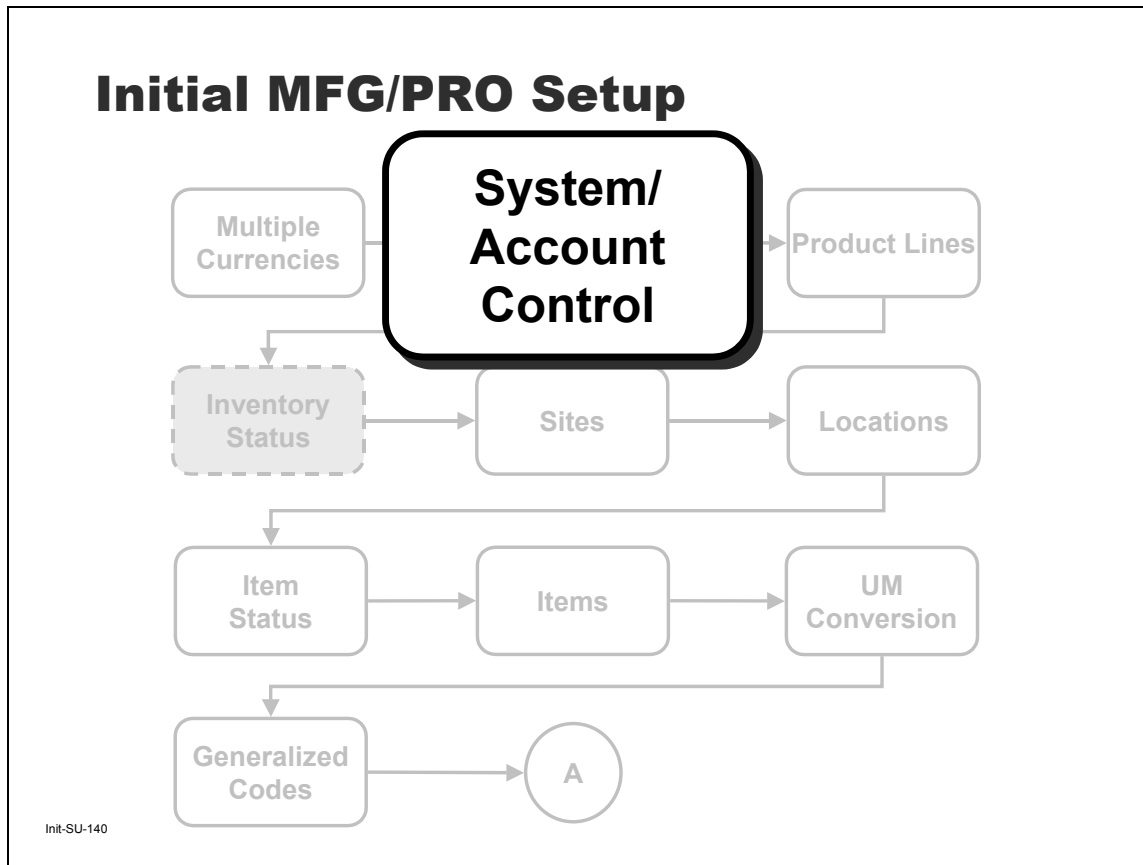 Initial MFG/PRO Setup
Multiple
Currencies
System/
Account
Control
Product Lines
Inventory
Status
Sites
Locations
Item
Status
Items
UM
Conversion
Generalized
Codes
A
Init-SU-140